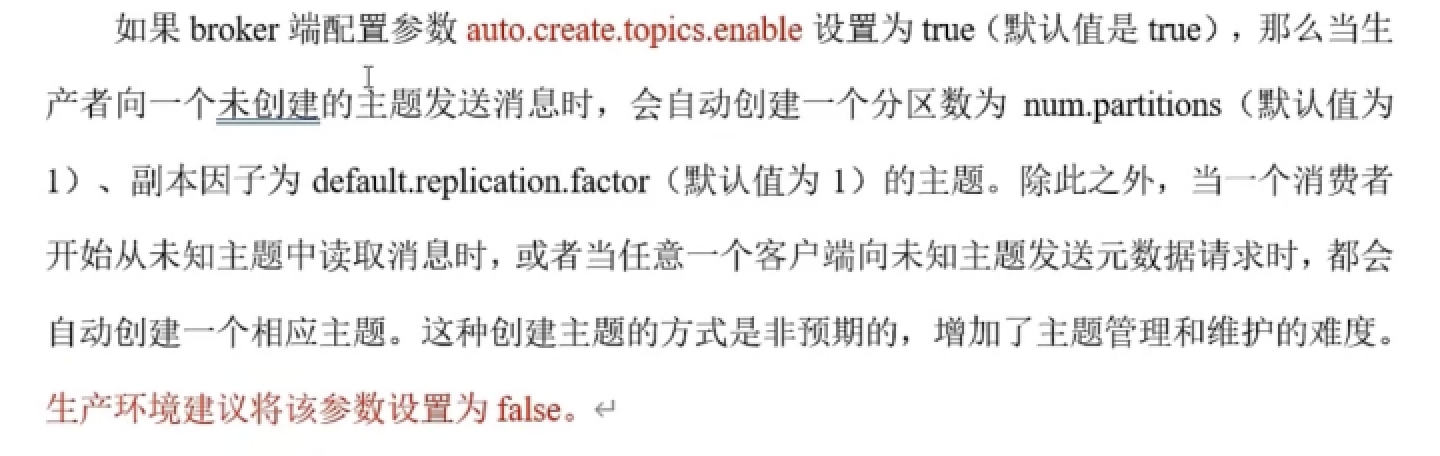 如果 broker 端配置参数 auto.create.topics.enable 设置为 true（默认值是 true），那么当生
产者向一个未创建的主题发送消息时，会自动创建一个分区数为 num.partitions（默认值为
1）、副本因子为 default.replication.factor（默认值为 1）的主题。除此之外，当一个消费者
开始从未知主题中读取消息时，或者当任意一个客户端向未知主题发送元数据请求时，都会
自动创建一个相应主题。这种创建主题的方式是非预期的，增加了主题管理和维护的难度。
生产环境建议将该参数设置为 false。↵